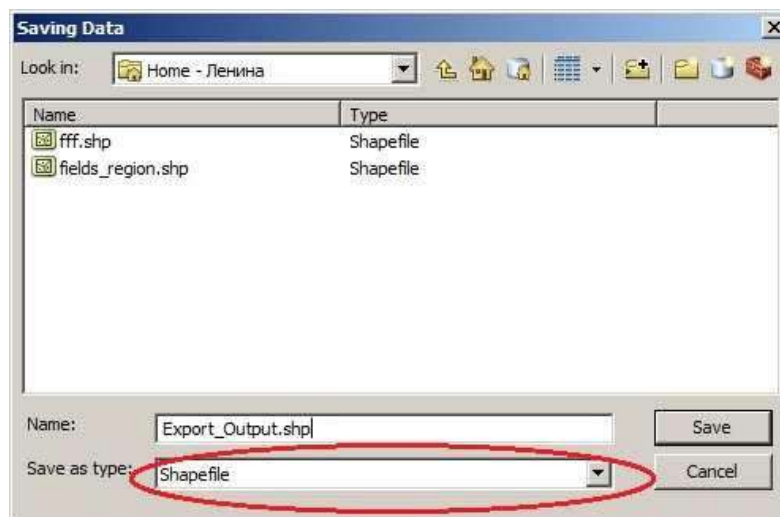 Saving Data
Look in: Home - Ленина
Name Type
fff.shp Shapefile
fields_region.shp Shapefile
Name: Export_Output.shp Save
Save as type: Shapefile Cancel